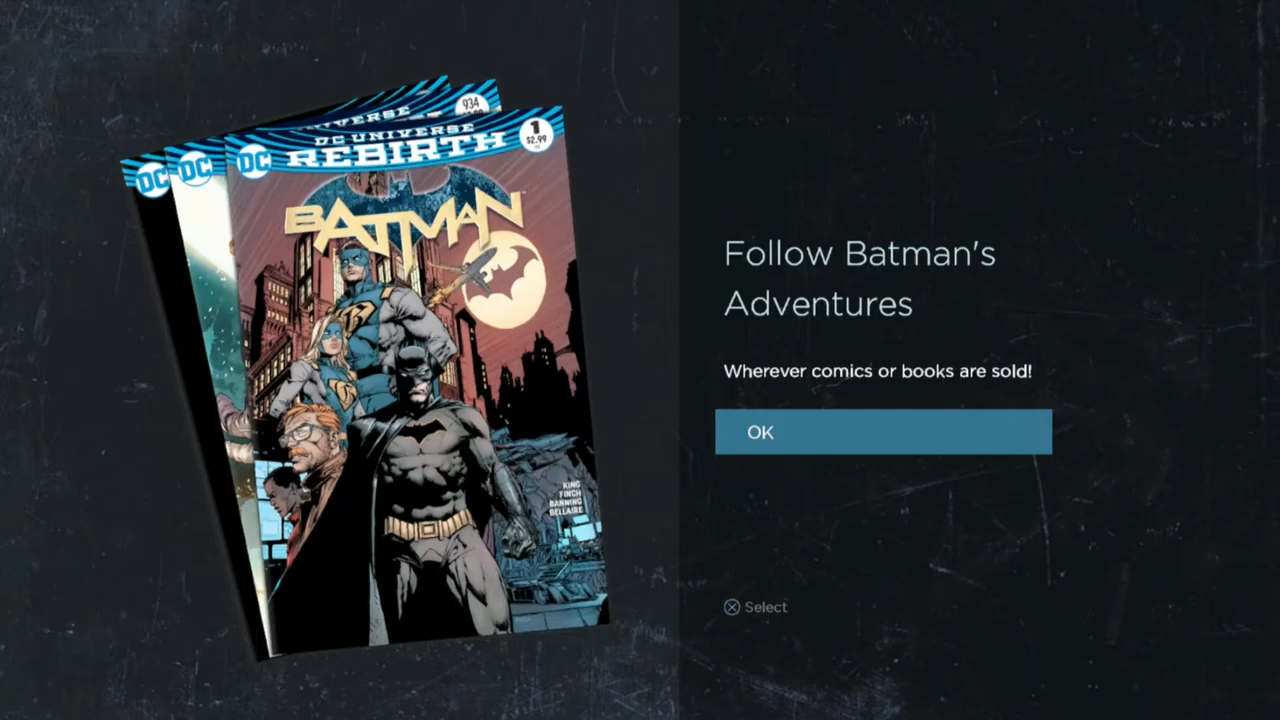 934
IVERSE
DC
DC
DC
DC UNIVERSE
REBIRTH
1
$2.99
BATMAN
KING
FINCH
BANNING
BELLAIRE
Follow Batman's
Adventures
Wherever comics or books are sold!
OK
Select